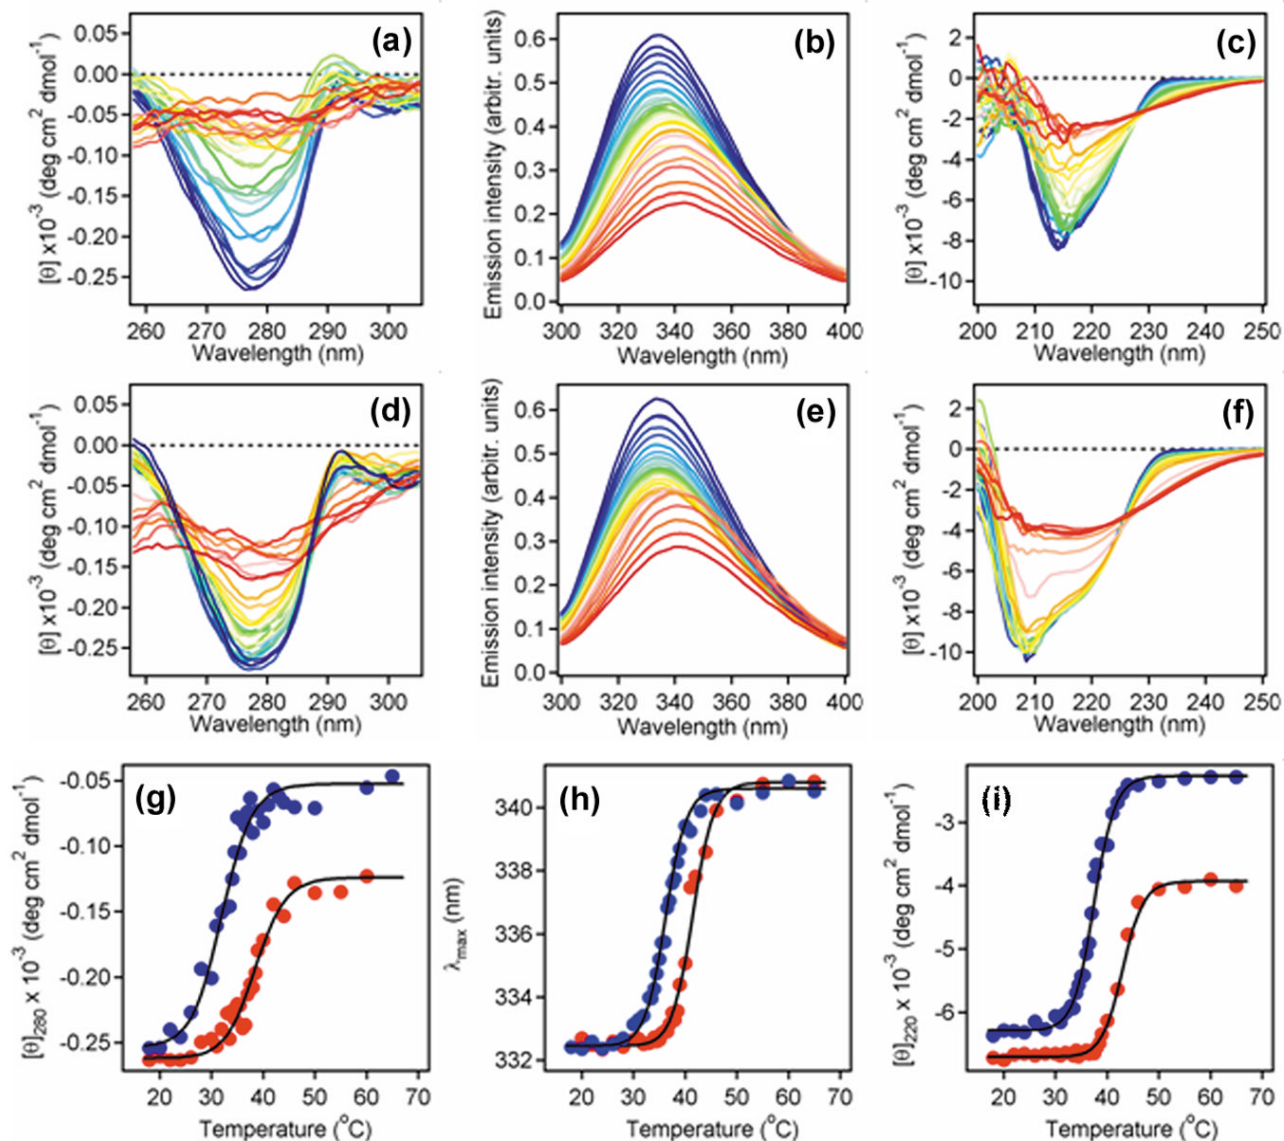 (a)
[θ] x10⁻³ (deg cm² dmol⁻¹)
0.05
0.00
-0.05
-0.10
-0.15
-0.20
-0.25
260 270 280 290 300
Wavelength (nm)
(b)
Emission intensity (arbitr. units)
0.6
0.5
0.4
0.3
0.2
0.1
0.0
300 320 340 360 380 400
Wavelength (nm)
(c)
[θ] x10⁻³ (deg cm² dmol⁻¹)
2
0
-2
-4
-6
-8
-10
200 210 220 230 240 250
Wavelength (nm)
(d)
[θ] x10⁻³ (deg cm² dmol⁻¹)
0.05
0.00
-0.05
-0.10
-0.15
-0.20
-0.25
260 270 280 290 300
Wavelength (nm)
(e)
Emission intensity (arbitr. units)
0.6
0.5
0.4
0.3
0.2
0.1
0.0
300 320 340 360 380 400
Wavelength (nm)
(f)
[θ] x10⁻³ (deg cm² dmol⁻¹)
2
0
-2
-4
-6
-8
-10
200 210 220 230 240 250
Wavelength (nm)
(g)
[θ]₂₈₀ x 10⁻³ (deg cm² dmol⁻¹)
-0.05
-0.10
-0.15
-0.20
-0.25
20 30 40 50 60 70
Temperature (°C)
(h)
λmax (nm)
340
338
336
334
332
20 30 40 50 60 70
Temperature (°C)
(i)
[θ]₂₂₀ x 10⁻³ (deg cm² dmol⁻¹)
-3
-4
-5
-6
20 30 40 50 60 70
Temperature (°C)